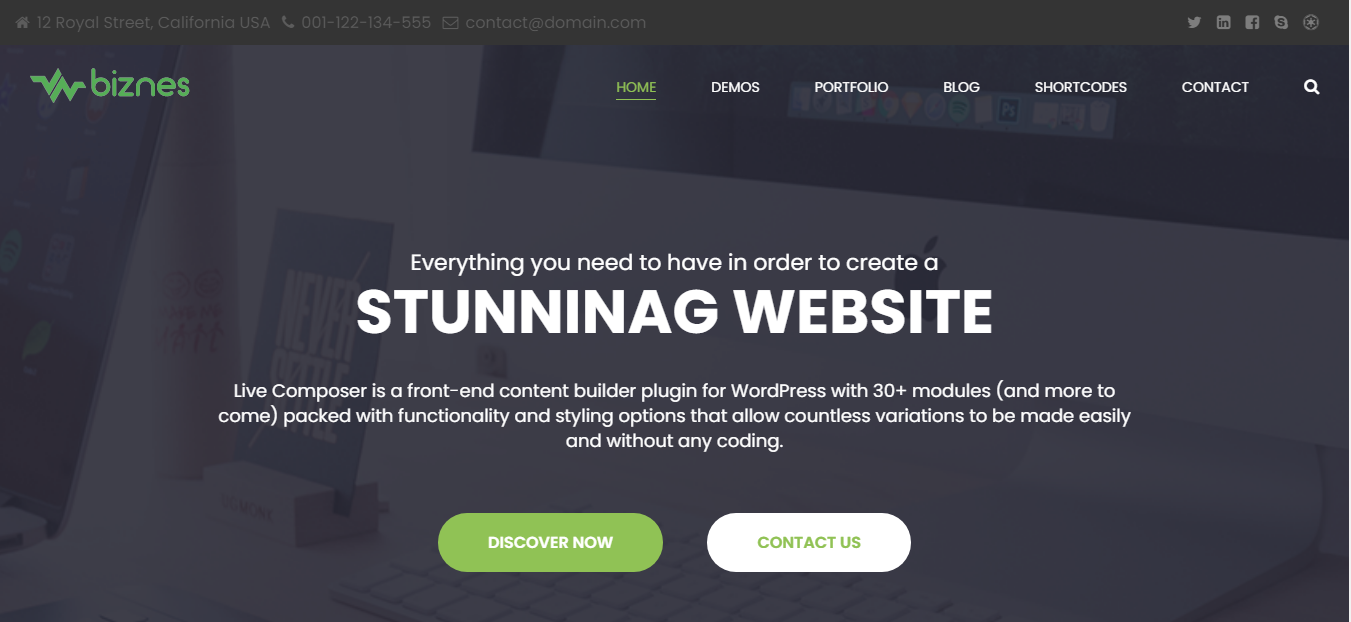 12 Royal Street, California USA 001-122-134-555 contact@domain.com
biznes
HOME DEMOS PORTFOLIO BLOG SHORTCODES CONTACT
Everything you need to have in order to create a
STUNNINAG WEBSITE
Live Composer is a front-end content builder plugin for WordPress with 30+ modules (and more to
come) packed with functionality and styling options that allow countless variations to be made easily
and without any coding.
DISCOVER NOW CONTACT US
NEVER
SETTLE